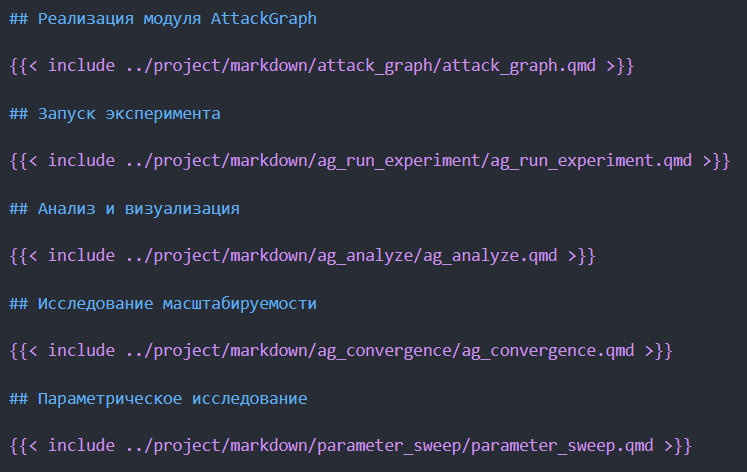 ## Реализация модуля AttackGraph
{{< include ../project/markdown/attack_graph/attack_graph.qmd >}}
## Запуск эксперимента
{{< include ../project/markdown/ag_run_experiment/ag_run_experiment.qmd >}}
## Анализ и визуализация
{{< include ../project/markdown/ag_analyze/ag_analyze.qmd >}}
## Исследование масштабируемости
{{< include ../project/markdown/ag_convergence/ag_convergence.qmd >}}
## Параметрическое исследование
{{< include ../project/markdown/parameter_sweep/parameter_sweep.qmd >}}